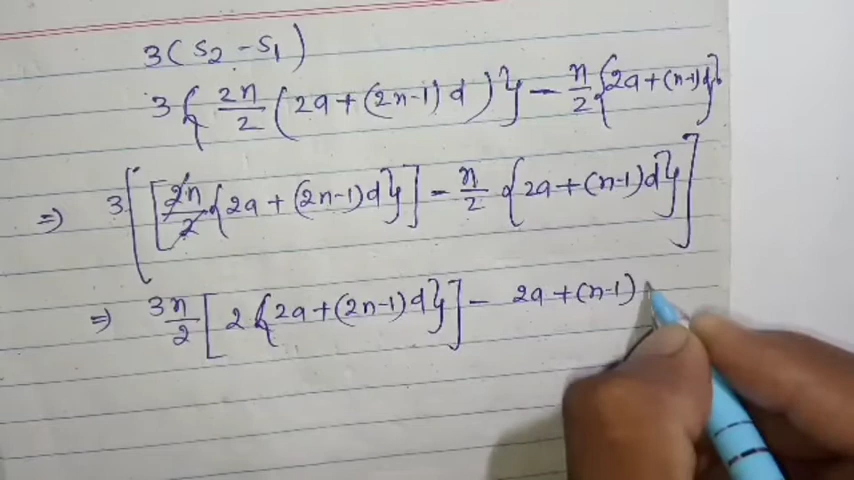 3(S₂ - S₁)
3{ 2n/2 (2a+(2n-1)d)} - n/2 {2a+(n-1)d}
⇒ 3[[2n/2 {2a+(2n-1)d}] - n/2 {2a+(n-1)d}]
⇒ 3n/2 [2{2a+(2n-1)d}] - 2a+(n-1)